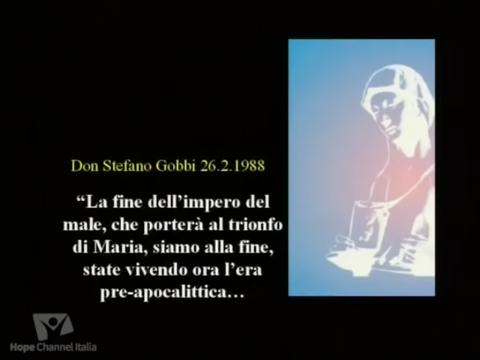 Don Stefano Gobbi 26.2.1988
“La fine dell’impero del
male, che porterà al trionfo
di Maria, siamo alla fine,
state vivendo ora l’era
pre-apocalittica…
Hope Channel Italia